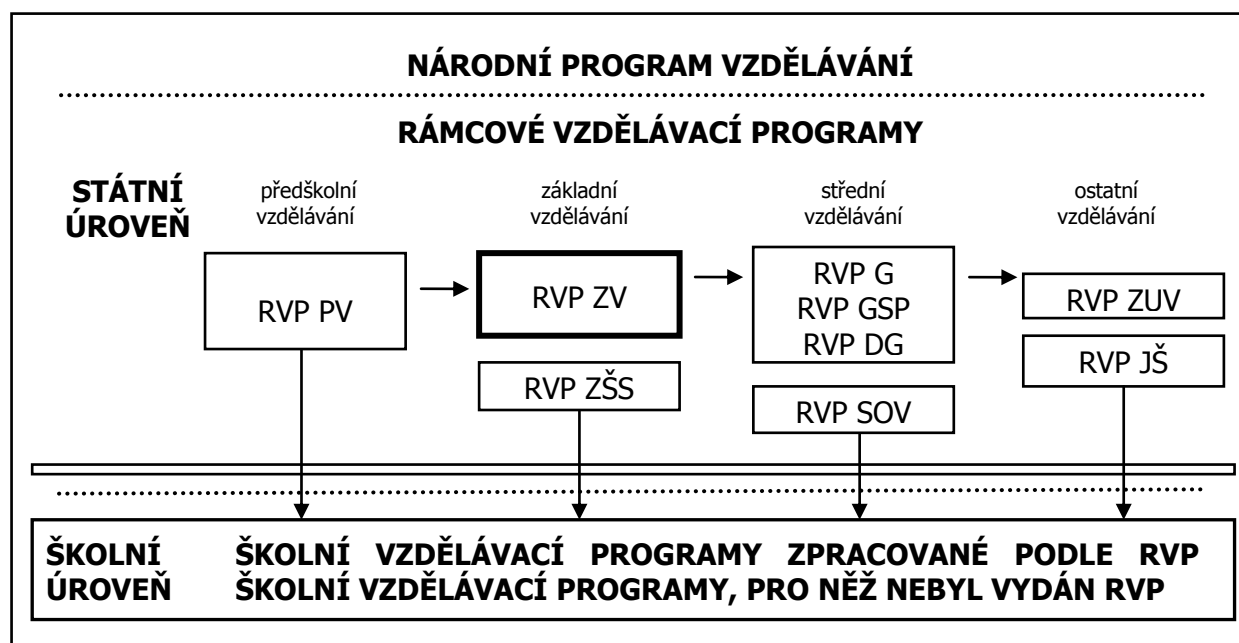 NÁRODNÍ PROGRAM VZDĚLÁVÁNÍ
RÁMCOVÉ VZDĚLÁVACÍ PROGRAMY
STÁTNÍ
ÚROVEŇ
předškolní
vzdělávání
základní
vzdělávání
střední
vzdělávání
ostatní
vzdělávání
RVP PV
RVP ZV
RVP ZŠS
RVP G
RVP GSP
RVP DG
RVP SOV
RVP ZUV
RVP JŠ
ŠKOLNÍ ŠKOLNÍ VZDĚLÁVACÍ PROGRAMY ZPRACOVANÉ PODLE RVP
ÚROVEŇ ŠKOLNÍ VZDĚLÁVACÍ PROGRAMY, PRO NĚŽ NEBYL VYDÁN RVP